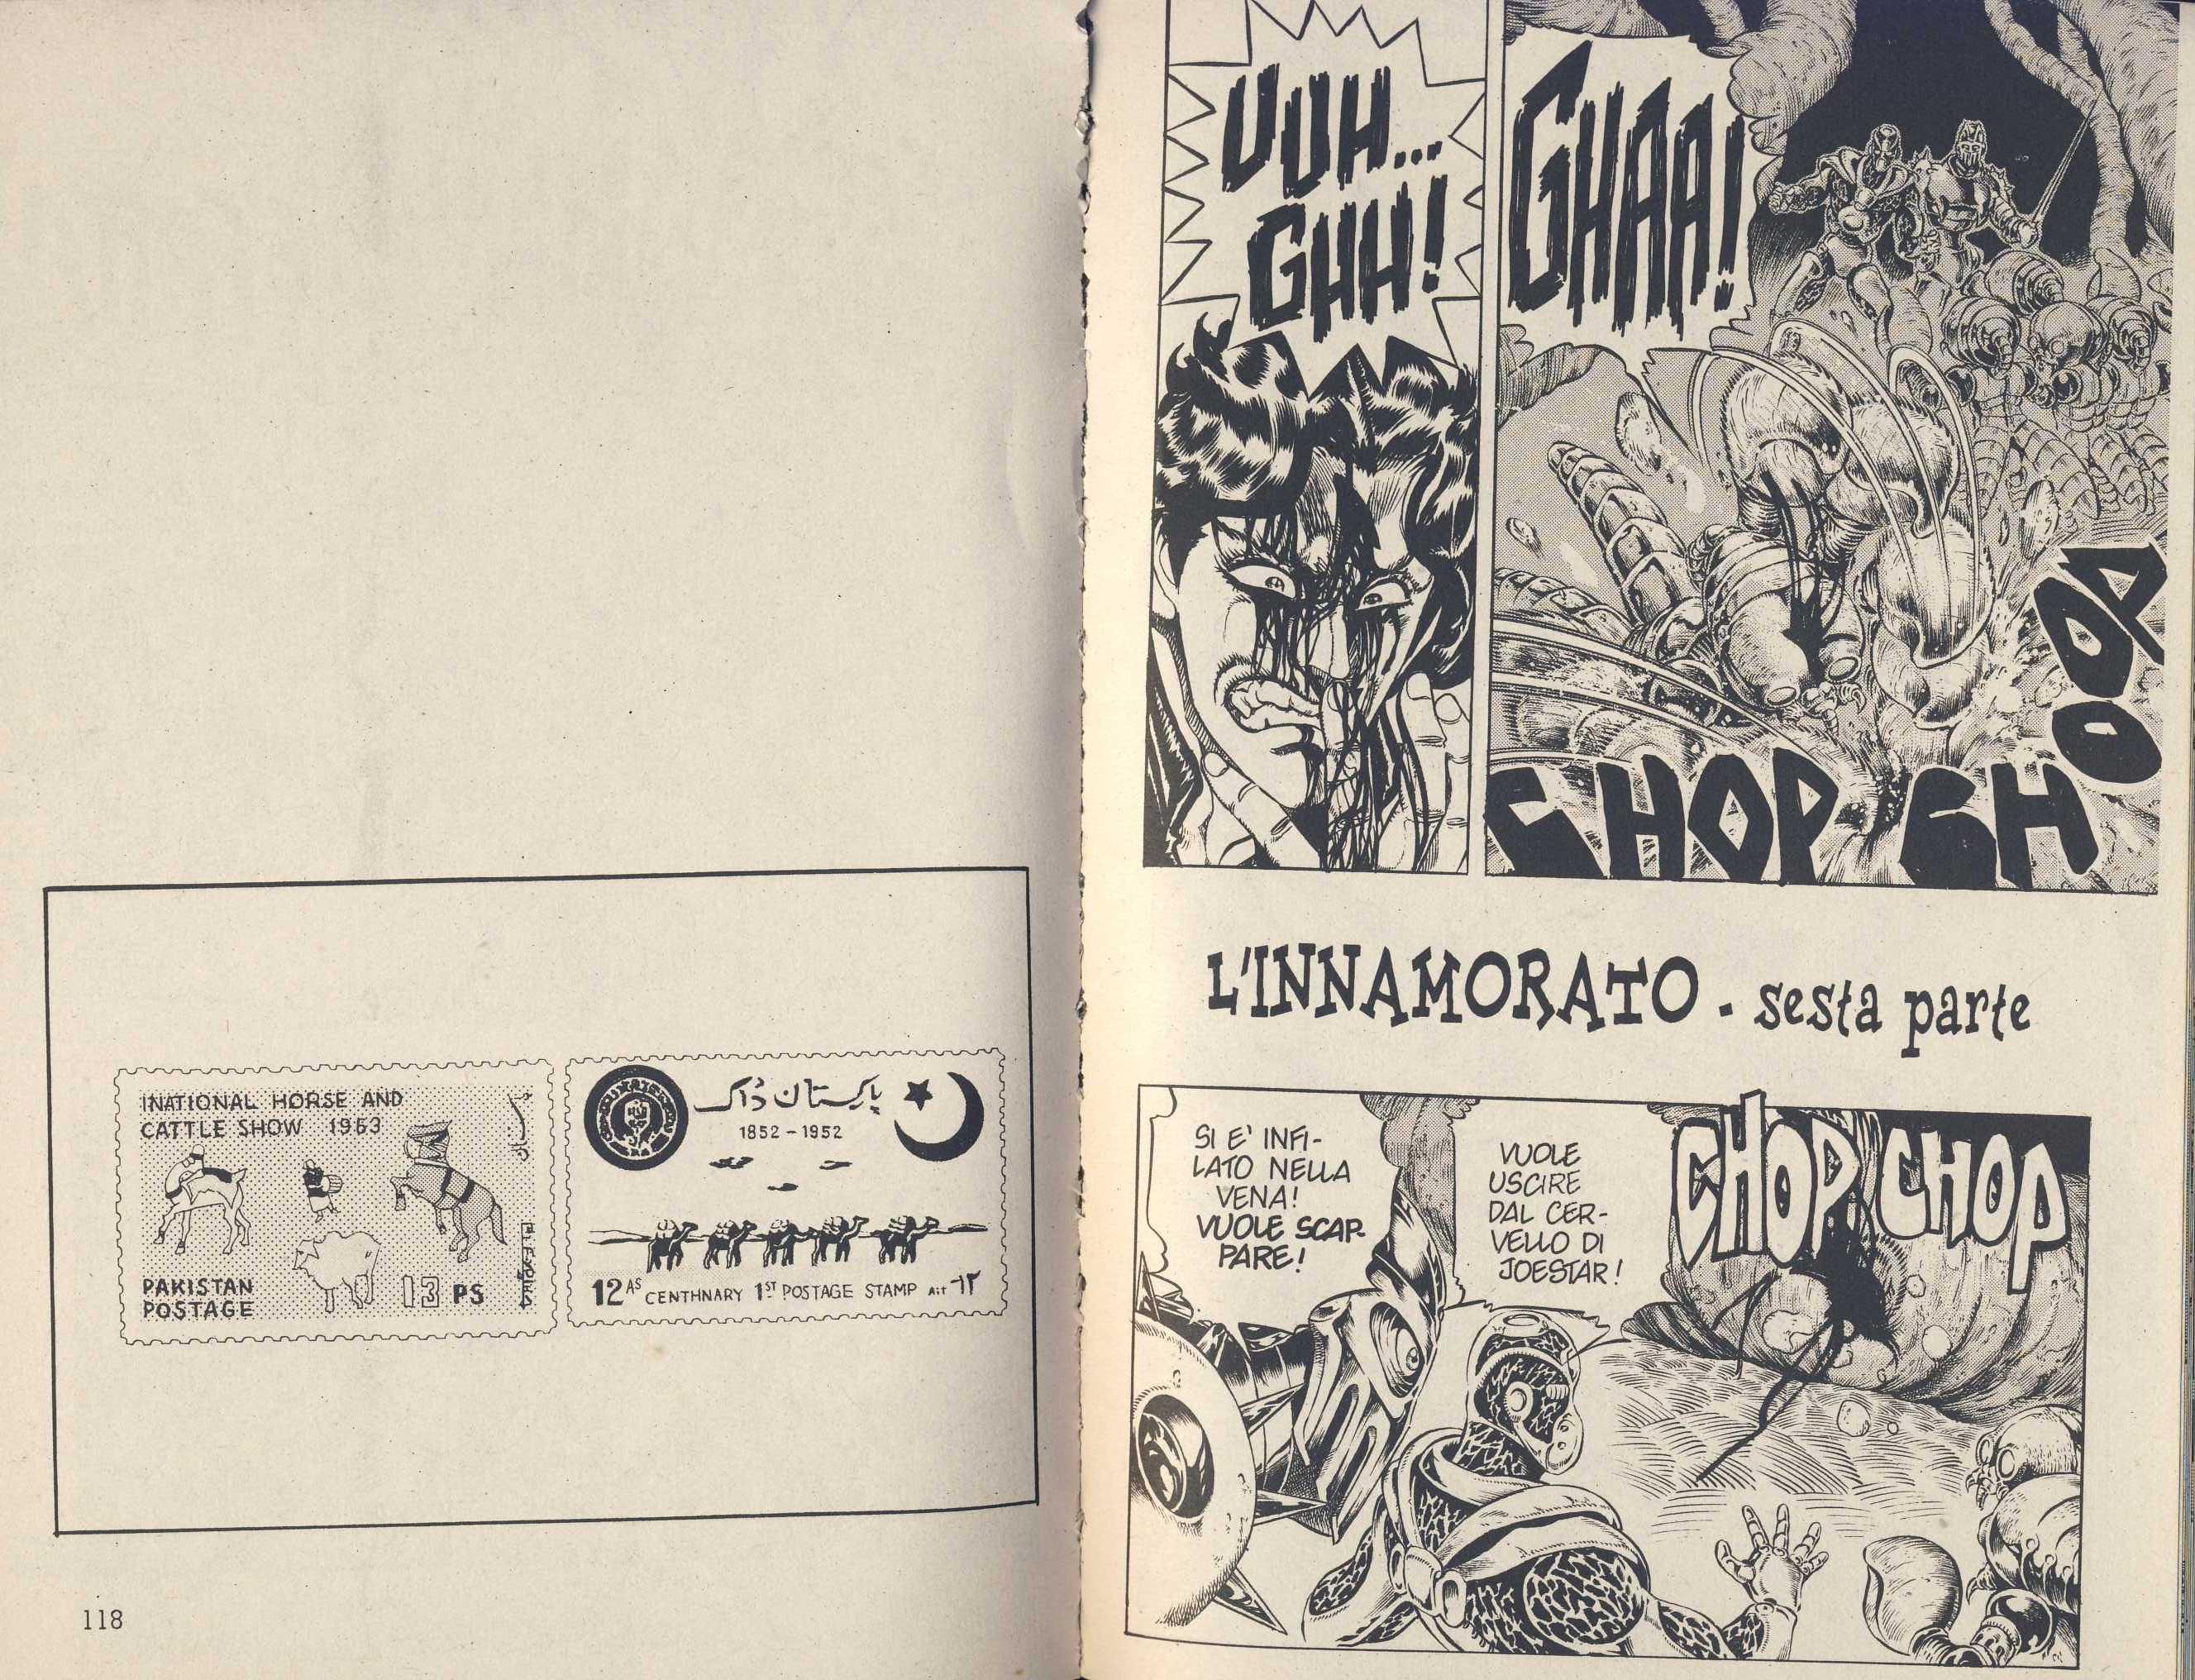 INATIONAL HORSE AND
CATTLE SHOW 1963
PAKISTAN
POSTAGE
13 PS
پاکستان ڈاک
1852 - 1952
12 AS CENTHNARY 1ST POSTAGE STAMP
118
UUH...
GHH!
GHAA!
CHOP CHOP
L'INNAMORATO - sesta parte
SI E' INFI-
LATO NELLA
VENA!
VUOLE SCAP-
PARE!
VUOLE
USCIRE
DAL CER-
VELLO DI
JOESTAR!
CHOP CHOP